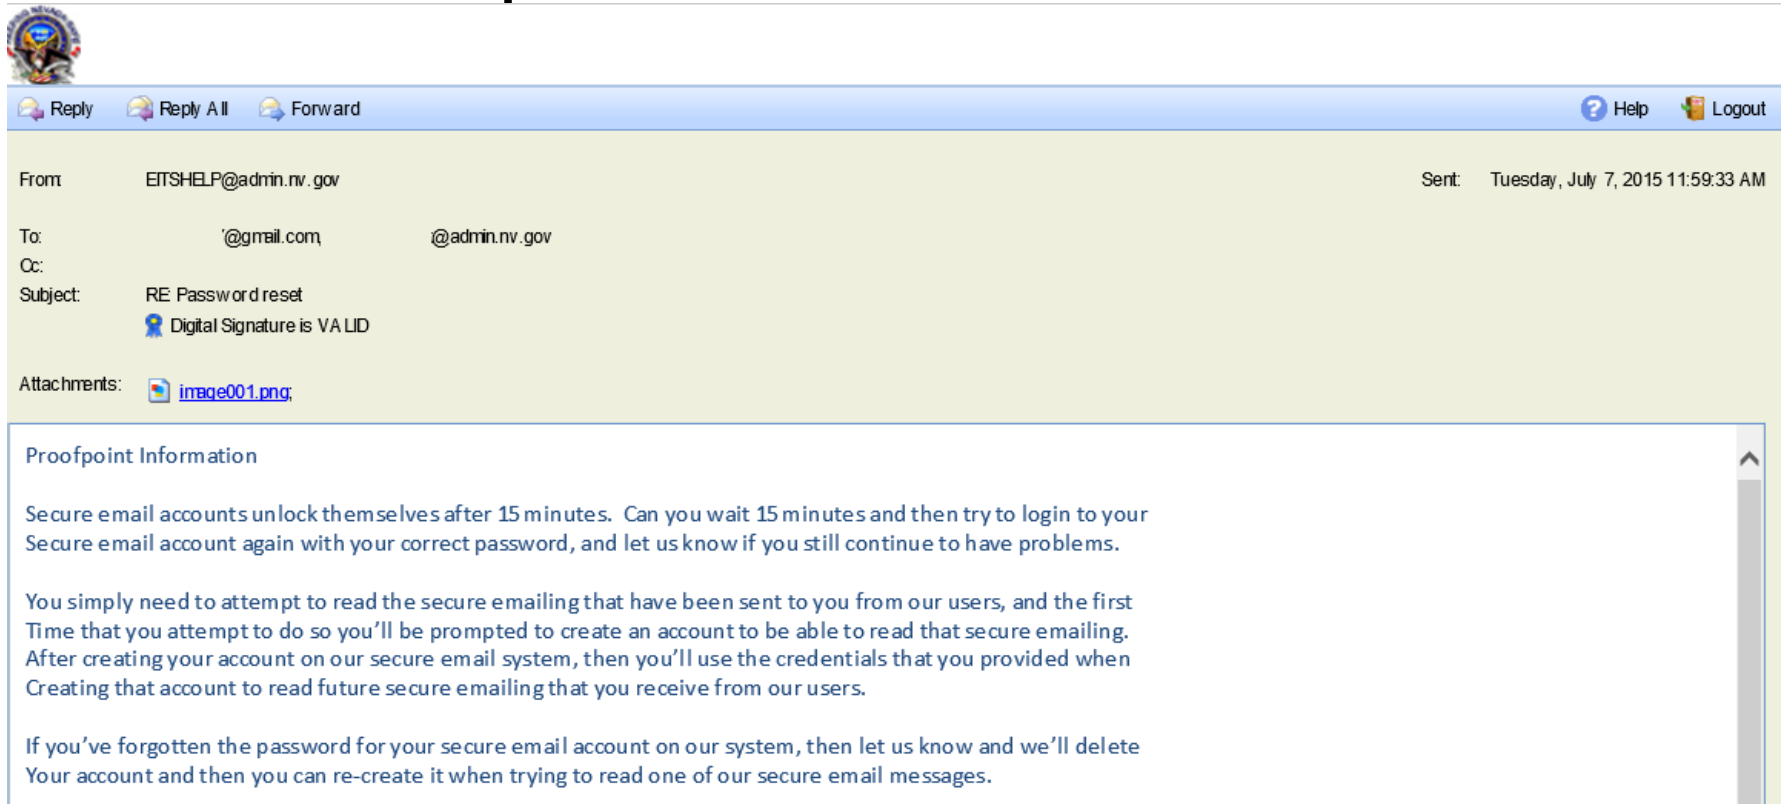 Reply Reply All Forward Help Logout
From: EITSHELP@admin.nv.gov Sent: Tuesday, July 7, 2015 11:59:33 AM
To: @gmail.com, @admin.nv.gov
Cc:
Subject: RE: Password reset
Digital Signature is VALID
Attachments: image001.png;
Proofpoint Information
Secure email accounts unlock themselves after 15 minutes. Can you wait 15 minutes and then try to login to your
Secure email account again with your correct password, and let us know if you still continue to have problems.
You simply need to attempt to read the secure emailing that have been sent to you from our users, and the first
Time that you attempt to do so you’ll be prompted to create an account to be able to read that secure emailing.
After creating your account on our secure email system, then you’ll use the credentials that you provided when
Creating that account to read future secure emailing that you receive from our users.
If you’ve forgotten the password for your secure email account on our system, then let us know and we’ll delete
Your account and then you can re-create it when trying to read one of our secure email messages.